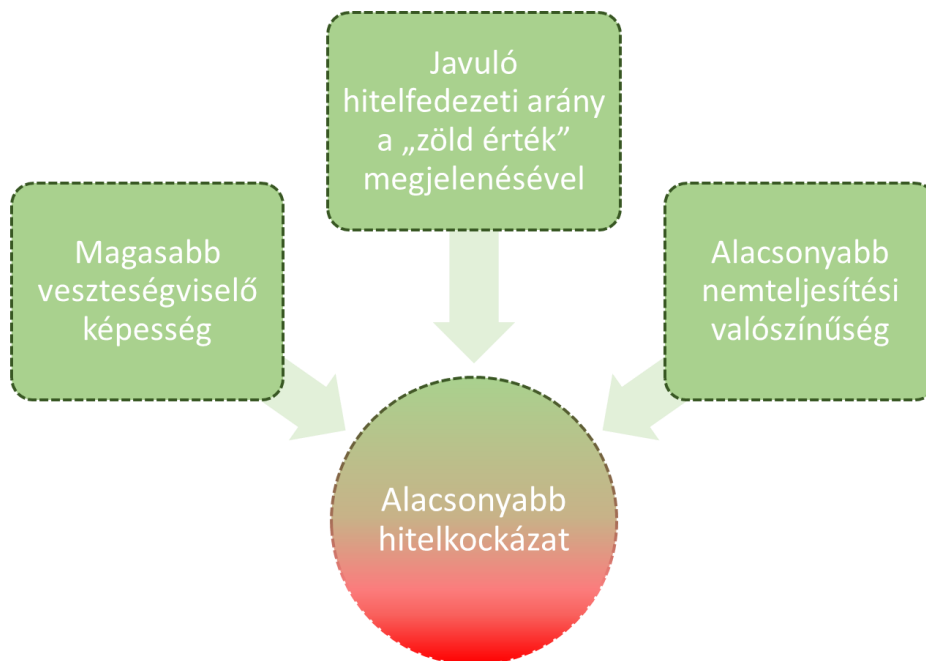 Javuló
hitelfedezeti arány
a „zöld érték”
megjelenésével
Magasabb
veszteségviselő
képesség
Alacsonyabb
nemteljesítési
valószínűség
Alacsonyabb
hitelkockázat